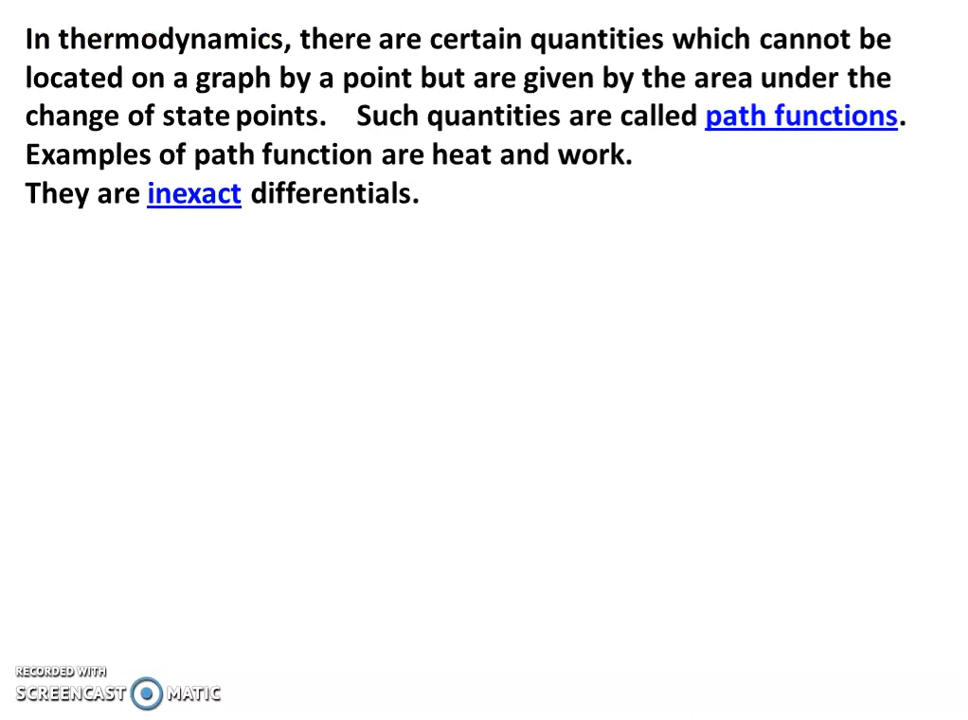 In thermodynamics, there are certain quantities which cannot be
located on a graph by a point but are given by the area under the
change of state points. Such quantities are called path functions.
Examples of path function are heat and work.
They are inexact differentials.
RECORDED WITH
SCREENCAST MATIC